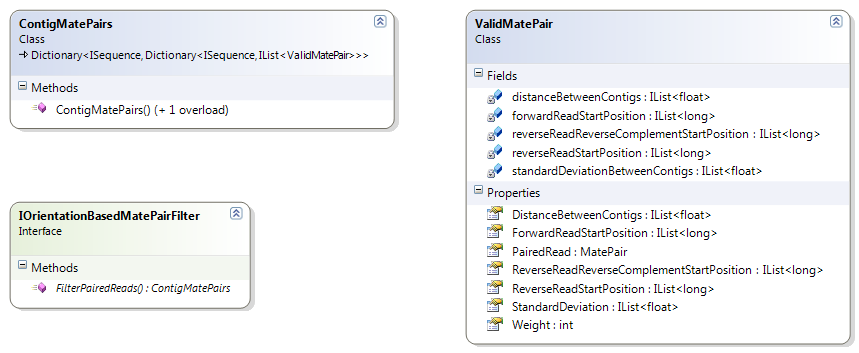 ContigMatePairs
Class
Dictionary<ISequence,Dictionary<ISequence,IList<ValidMatePair>>>
Methods
ContigMatePairs() (+ 1 overload)
IOrientationBasedMatePairFilter
Interface
Methods
FilterPairedReads() : ContigMatePairs
ValidMatePair
Class
Fields
distanceBetweenContigs : IList<float>
forwardReadStartPosition : IList<long>
reverseReadReverseComplementStartPosition : IList<long>
reverseReadStartPosition : IList<long>
standardDeviationBetweenContigs : IList<float>
Properties
DistanceBetweenContigs : IList<float>
ForwardReadStartPosition : IList<long>
PairedRead : MatePair
ReverseReadReverseComplementStartPosition : IList<long>
ReverseReadStartPosition : IList<long>
StandardDeviation : IList<float>
Weight : int